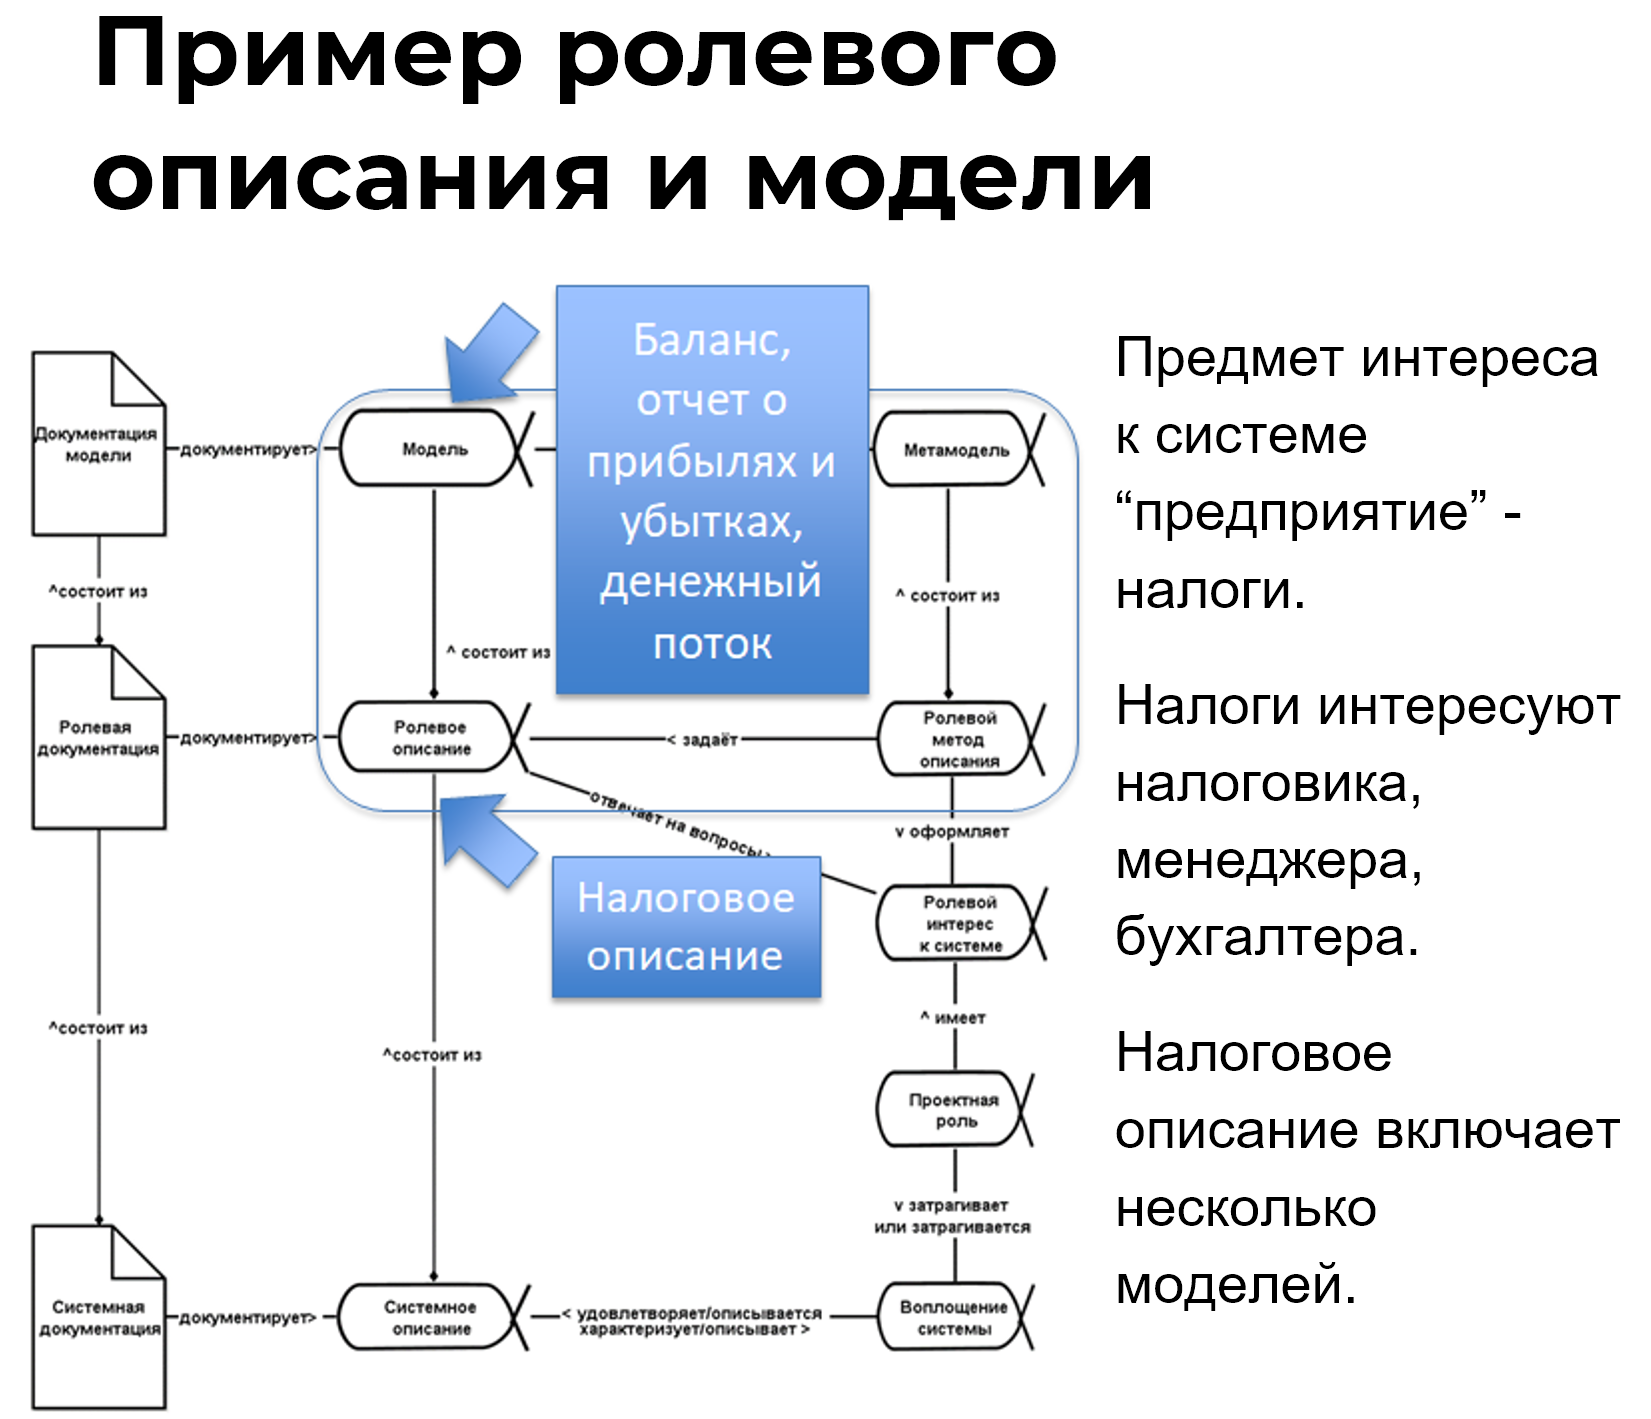 Пример ролевого
описания и модели
Баланс,
отчет о
прибылях и
убытках,
денежный
поток
Документация
модели
документирует>
Модель
Метамодель
^состоит из
^ состоит из
^ состоит из
Ролевая
документация
документирует>
Ролевое
описание
< задаёт
Ролевой
метод
описания
отвечает на вопросы>
v оформляет
Налоговое
описание
Ролевой
интерес
к системе
^состоит из
^состоит из
^ имеет
Проектная
роль
v затрагивает
или затрагивается
Системная
документация
документирует>
Системное
описание
< удовлетворяет/описывается
характеризует/описывает >
Воплощение
системы
Предмет интереса
к системе
“предприятие” -
налоги.
Налоги интересуют
налоговика,
менеджера,
бухгалтера.
Налоговое
описание включает
несколько
моделей.